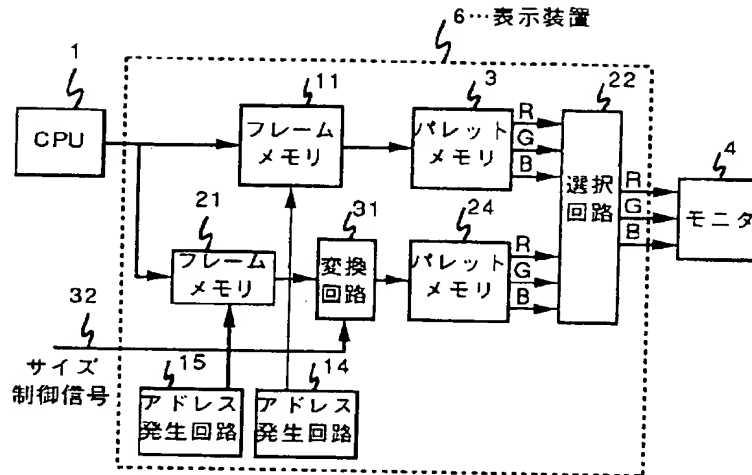 6…表示装置
1
CPU
11
フレーム
メモリ
3
パレット
メモリ
R
G
B
22
選択
回路
R
G
B
4
モニタ
21
フレーム
メモリ
31
変換
回路
24
パレット
メモリ
R
G
B
32
サイズ
制御信号
15
アドレス
発生回路
14
アドレス
発生回路